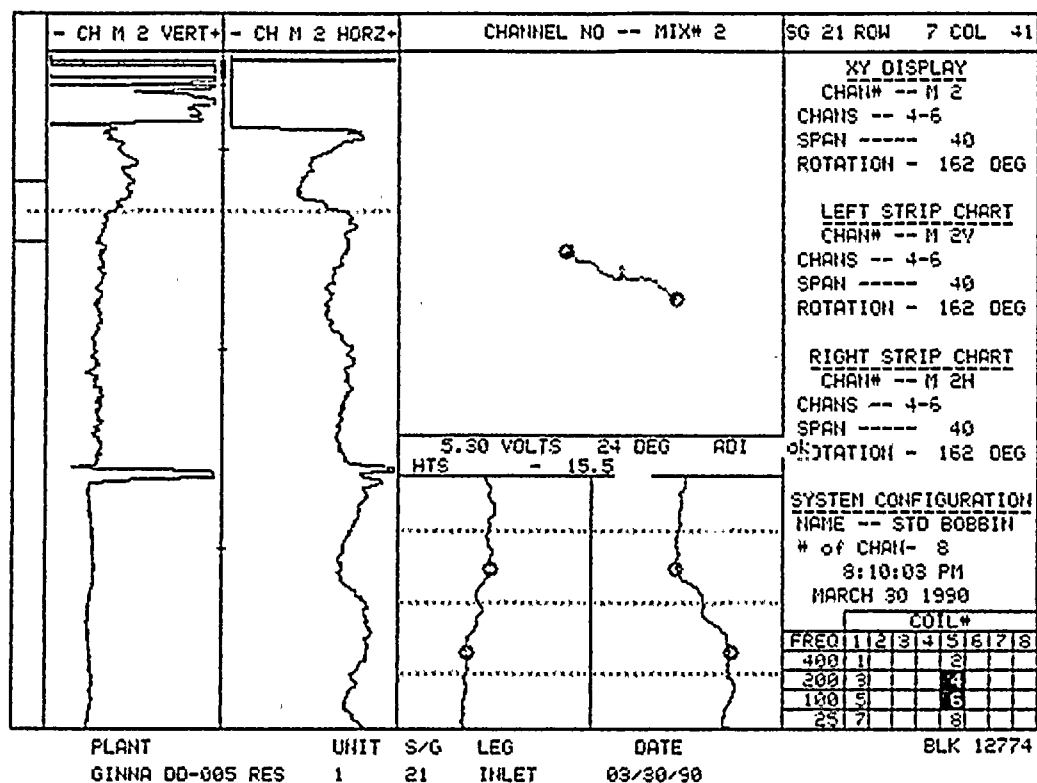 - CH M 2 VERT+
- CH M 2 HORZ+
CHANNEL NO -- MIX# 2
SG 21 ROW 7 COL 41
XY DISPLAY
CHAN# -- M 2
CHANS -- 4-6
SPAN ----- 40
ROTATION - 162 DEG
LEFT STRIP CHART
CHAN# -- M 2V
CHANS -- 4-6
SPAN ----- 40
ROTATION - 162 DEG
RIGHT STRIP CHART
CHAN# -- M 2H
CHANS -- 4-6
SPAN ----- 40
OTATION - 162 DEG
5.30 VOLTS 24 DEG ADI
HTS - 15.5
SYSTEM CONFIGURATION
NAME -- STD BOBBIN
# of CHAN- 8
8:10:03 PM
MARCH 30 1990
COIL#
FREQ 1 2 3 4 5 6 7 8
400 1 2
200 3 4
100 5 6
25 7 8
PLANT UNIT S/G LEG DATE BLK 12774
GINNA DD-005 RES 1 21 INLET 03/30/90